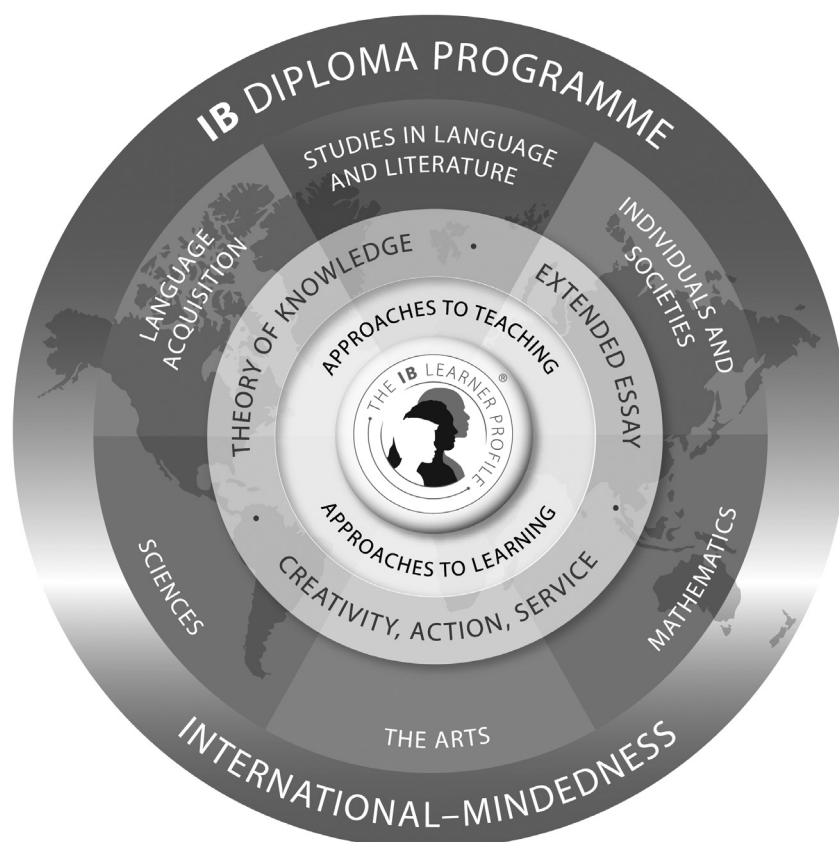 IB DIPLOMA PROGRAMME
STUDIES IN LANGUAGE
AND LITERATURE
LANGUAGE
ACQUISITION
INDIVIDUALS AND
SOCIETIES
THEORY OF KNOWLEDGE
EXTENDED ESSAY
APPROACHES TO TEACHING
THE IB LEARNER PROFILE ®
APPROACHES TO LEARNING
CREATIVITY, ACTION, SERVICE
SCIENCES
MATHEMATICS
THE ARTS
INTERNATIONAL–MINDEDNESS